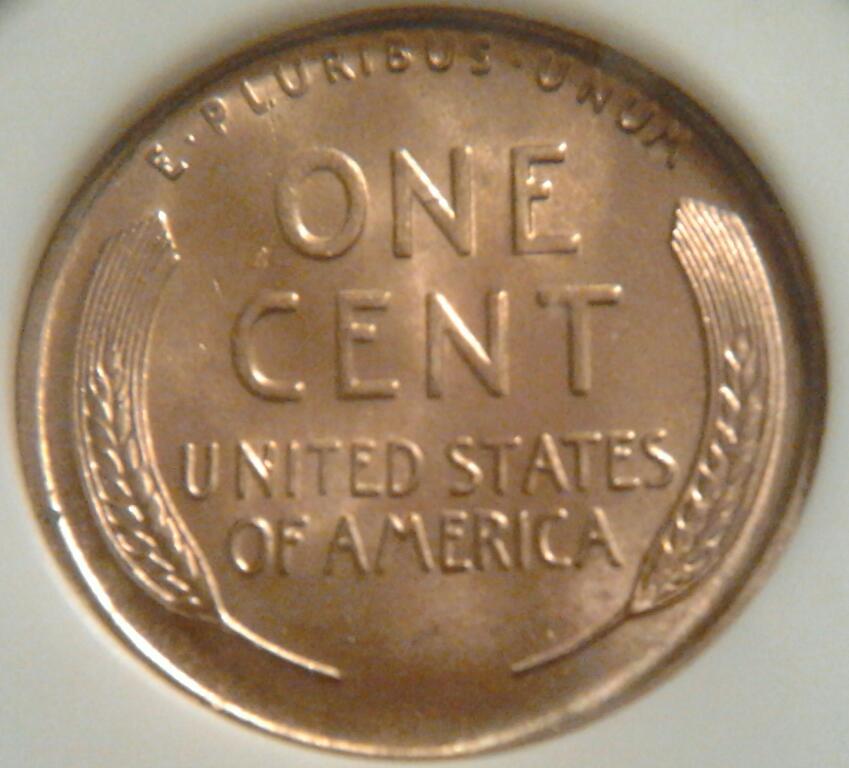 E·PLURIBUS·UNUM
ONE
CENT
UNITED STATES
OF AMERICA